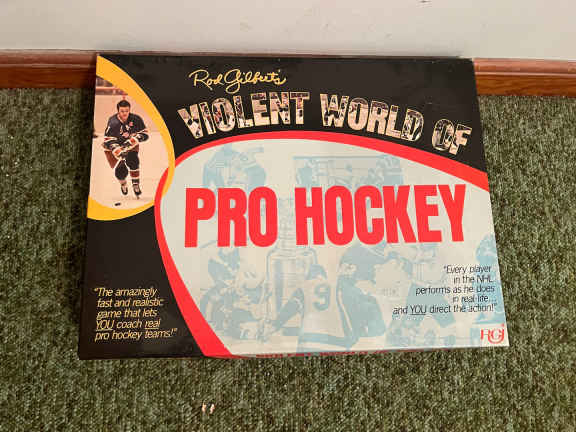 Rod Gilbert's
VIOLENT WORLD OF
PRO HOCKEY
"The amazingly
fast and realistic
game that lets
YOU coach real
pro hockey teams!"
"Every player
in the NHL
performs as he does
in real-life...
and YOU direct the action!"
RGI
9